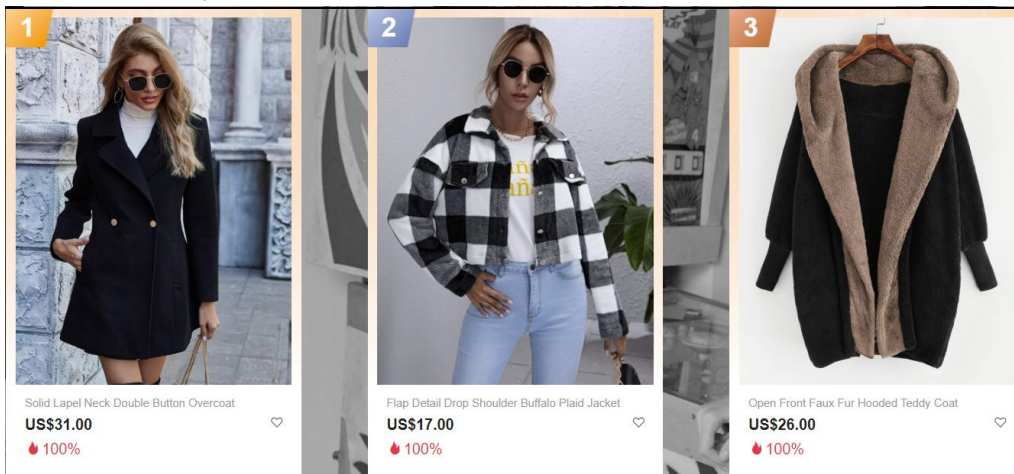 1
2
3
Solid Lapel Neck Double Button Overcoat
US$31.00
100%
Flap Detail Drop Shoulder Buffalo Plaid Jacket
US$17.00
100%
Open Front Faux Fur Hooded Teddy Coat
US$26.00
100%